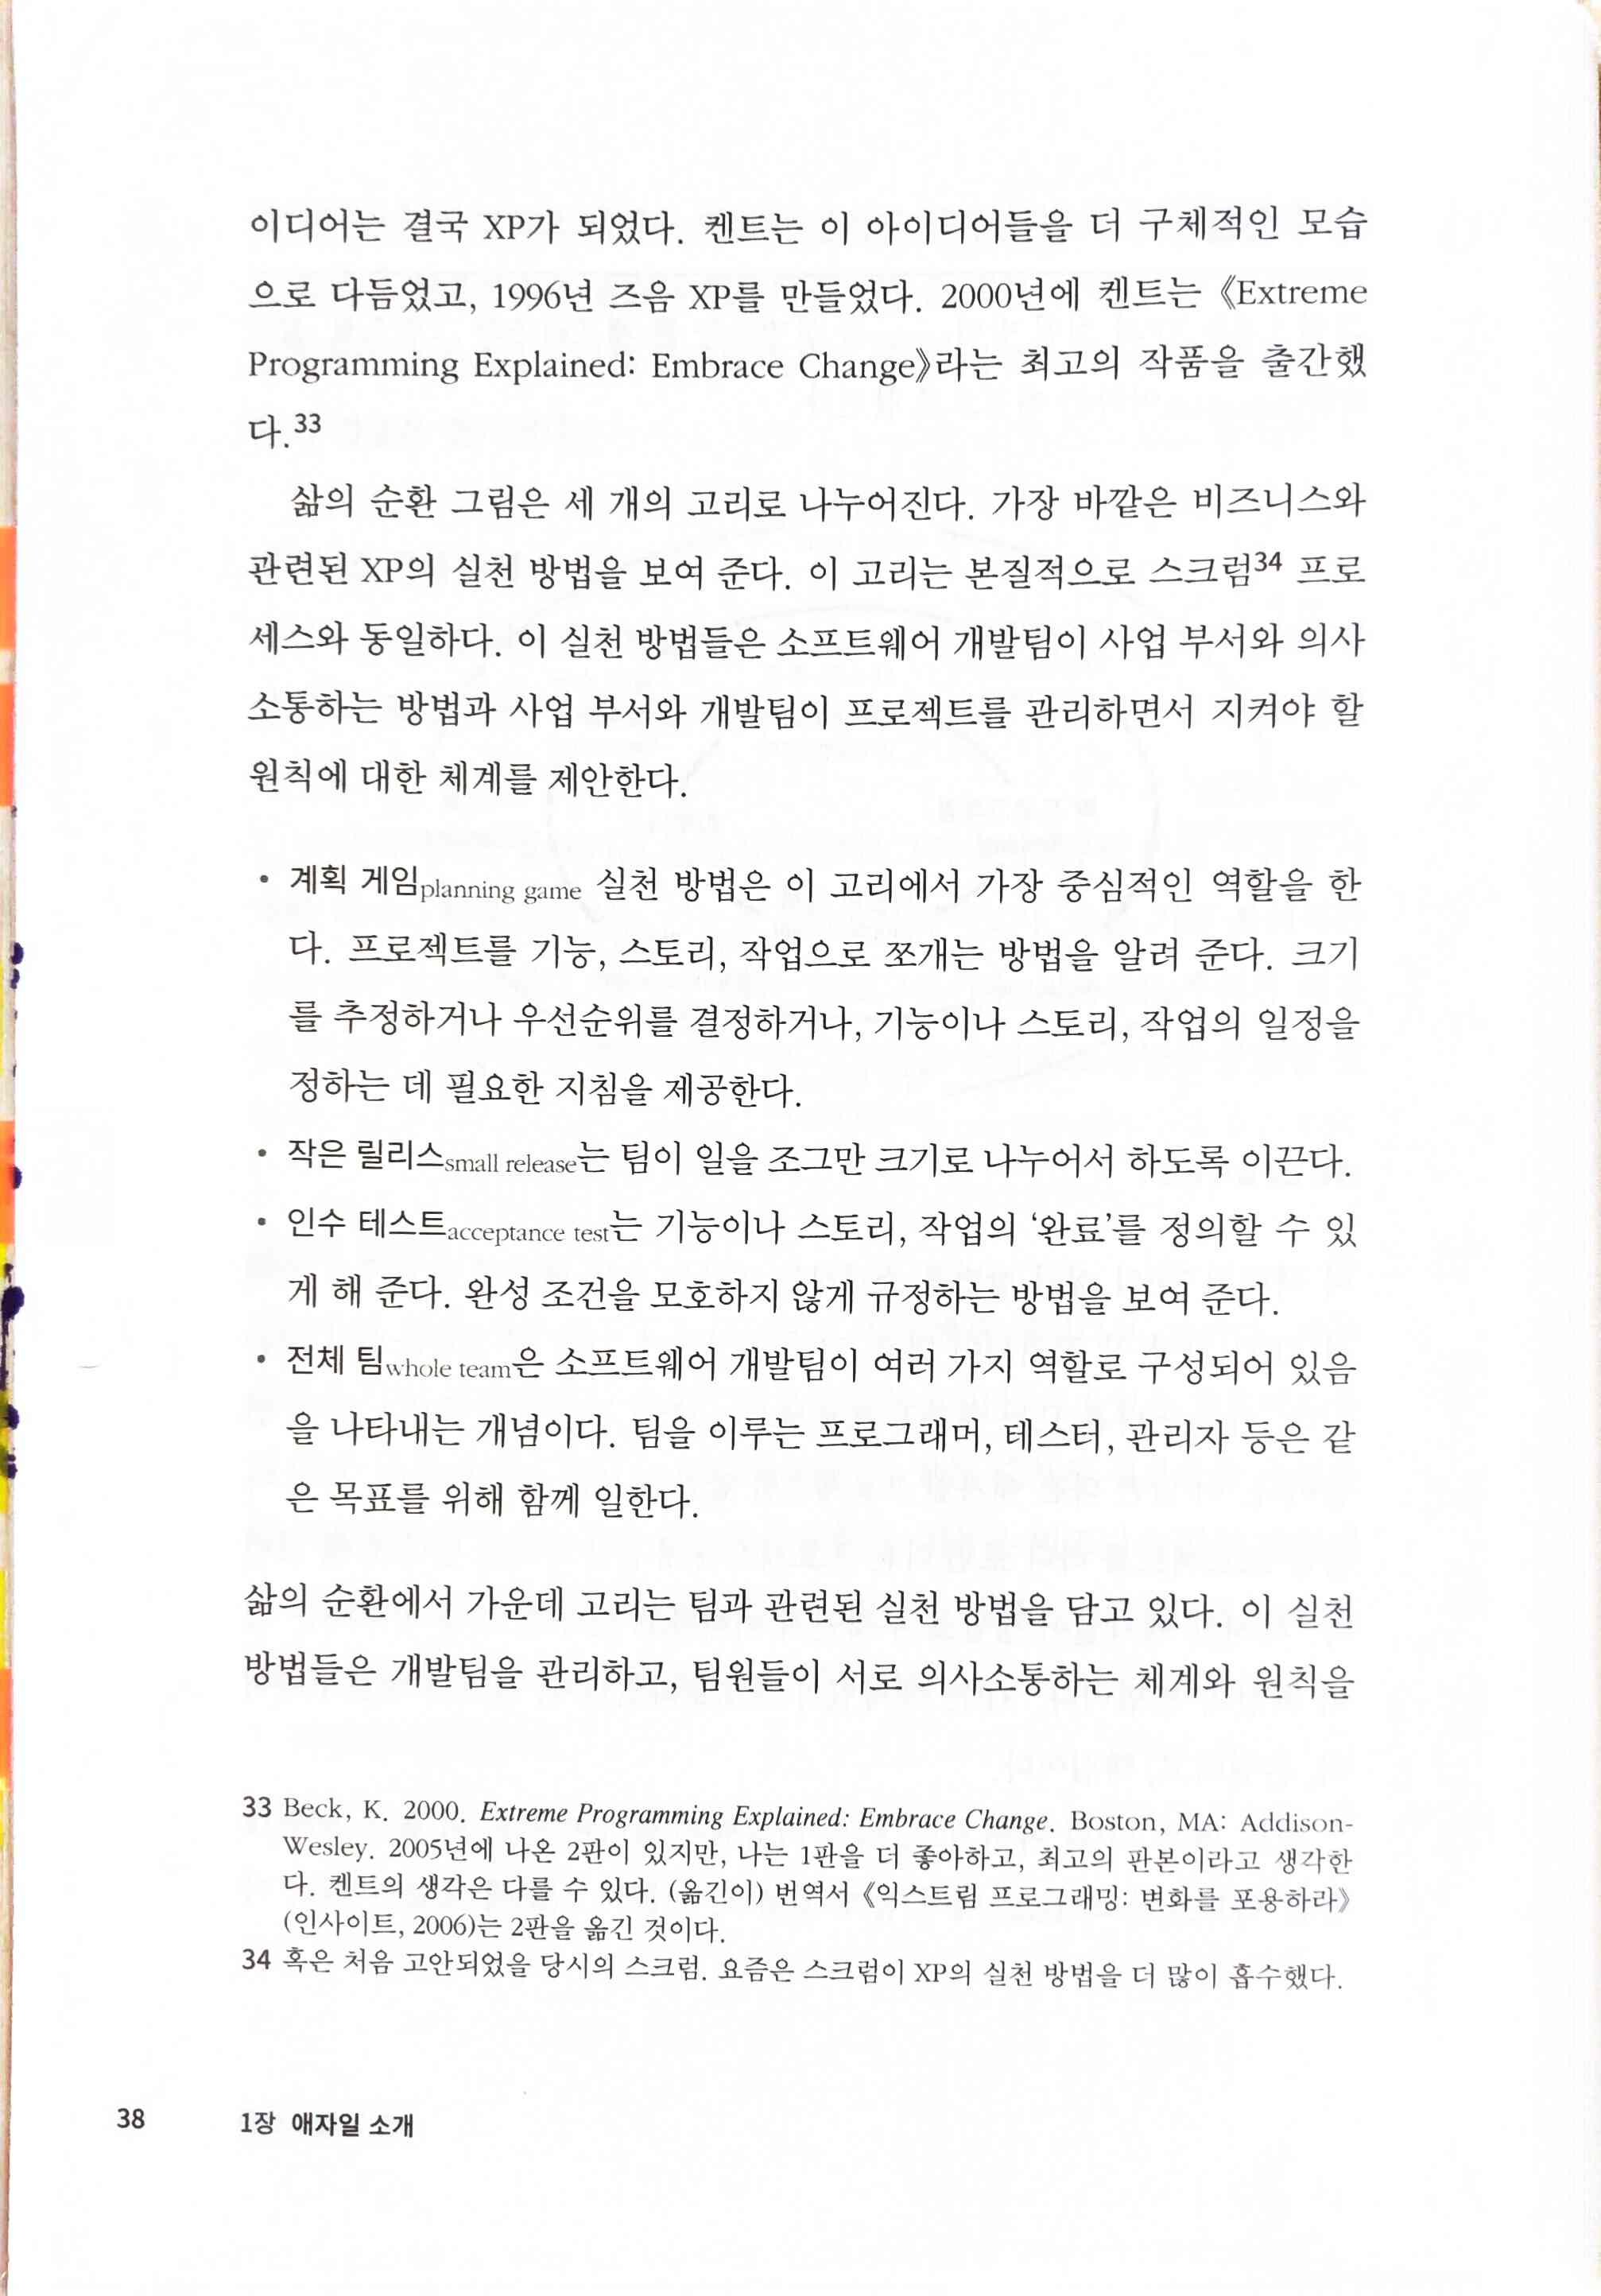 이디어는 결국 XP가 되었다. 켄트는 이 아이디어들을 더 구체적인 모습
으로 다듬었고, 1996년 즈음 XP를 만들었다. 2000년에 켄트는 《Extreme
Programming Explained: Embrace Change》라는 최고의 작품을 출간했
다.33
삶의 순환 그림은 세 개의 고리로 나누어진다. 가장 바깥은 비즈니스와
관련된 XP의 실천 방법을 보여 준다. 이 고리는 본질적으로 스크럼34 프로
세스와 동일하다. 이 실천 방법들은 소프트웨어 개발팀이 사업 부서와 의사
소통하는 방법과 사업 부서와 개발팀이 프로젝트를 관리하면서 지켜야 할
원칙에 대한 체계를 제안한다.
• 계획 게임planning game 실천 방법은 이 고리에서 가장 중심적인 역할을 한
다. 프로젝트를 기능, 스토리, 작업으로 쪼개는 방법을 알려 준다. 크기
를 추정하거나 우선순위를 결정하거나, 기능이나 스토리, 작업의 일정을
정하는 데 필요한 지침을 제공한다.
• 작은 릴리스small release는 팀이 일을 조그만 크기로 나누어서 하도록 이끈다.
• 인수 테스트acceptance test는 기능이나 스토리, 작업의 ‘완료’를 정의할 수 있
게 해 준다. 완성 조건을 모호하지 않게 규정하는 방법을 보여 준다.
• 전체 팀whole team은 소프트웨어 개발팀이 여러 가지 역할로 구성되어 있음
을 나타내는 개념이다. 팀을 이루는 프로그래머, 테스터, 관리자 등은 같
은 목표를 위해 함께 일한다.
삶의 순환에서 가운데 고리는 팀과 관련된 실천 방법을 담고 있다. 이 실천
방법들은 개발팀을 관리하고, 팀원들이 서로 의사소통하는 체계와 원칙을
33 Beck, K. 2000. Extreme Programming Explained: Embrace Change. Boston, MA: Addison-
Wesley. 2005년에 나온 2판이 있지만, 나는 1판을 더 좋아하고, 최고의 판본이라고 생각한
다. 켄트의 생각은 다를 수 있다. (옮긴이) 번역서 《익스트림 프로그래밍: 변화를 포용하라》
(인사이트, 2006)는 2판을 옮긴 것이다.
34 혹은 처음 고안되었을 당시의 스크럼. 요즘은 스크럼이 XP의 실천 방법을 더 많이 흡수했다.
38 1장 애자일 소개